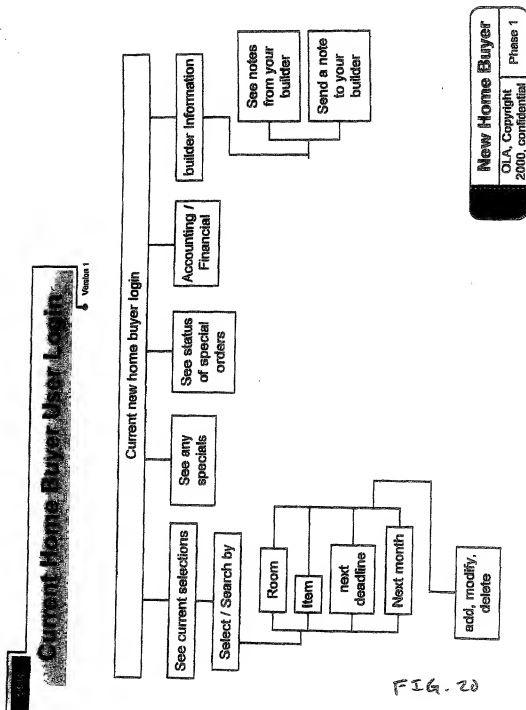 Current Home Buyer User Login
Version 1
Current new home buyer login
See current selections
See any
specials
See status
of special
orders
Accounting /
Financial
builder Information
Select / Search by
Room
Item
next
deadline
Next month
add, modify,
delete
See notes
from your
builder
Send a note
to your
builder
New Home Buyer
OLA, Copyright
2000, confidential
Phase 1
FIG. 20